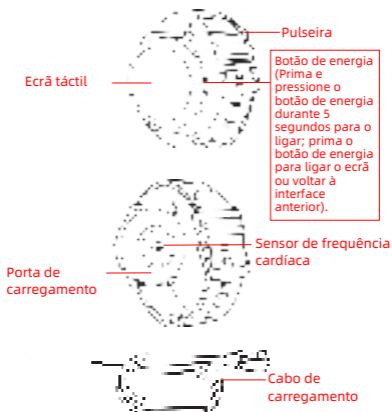 Pulseira
Ecrã táctil
Botão de energia
(Prima e
pressione o
botão de energia
durante 5
segundos para o
ligar; prima o
botão de energia
para ligar o ecrã
ou voltar à
interface
anterior).
Sensor de frequência
cardíaca
Porta de
carregamento
Cabo de
carregamento